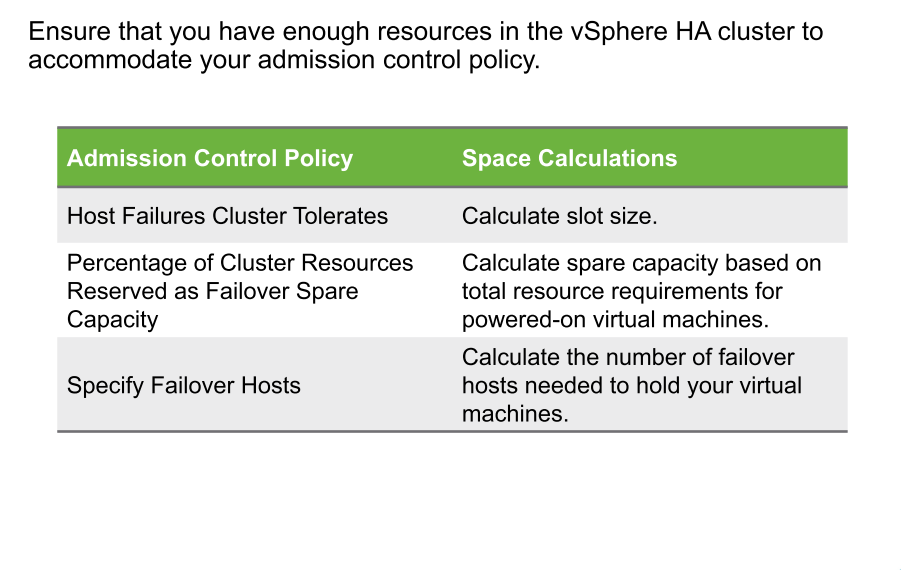 Ensure that you have enough resources in the vSphere HA cluster to
accommodate your admission control policy.
Admission Control Policy
Space Calculations
Host Failures Cluster Tolerates
Calculate slot size.
Percentage of Cluster Resources
Reserved as Failover Spare
Capacity
Calculate spare capacity based on
total resource requirements for
powered-on virtual machines.
Specify Failover Hosts
Calculate the number of failover
hosts needed to hold your virtual
machines.